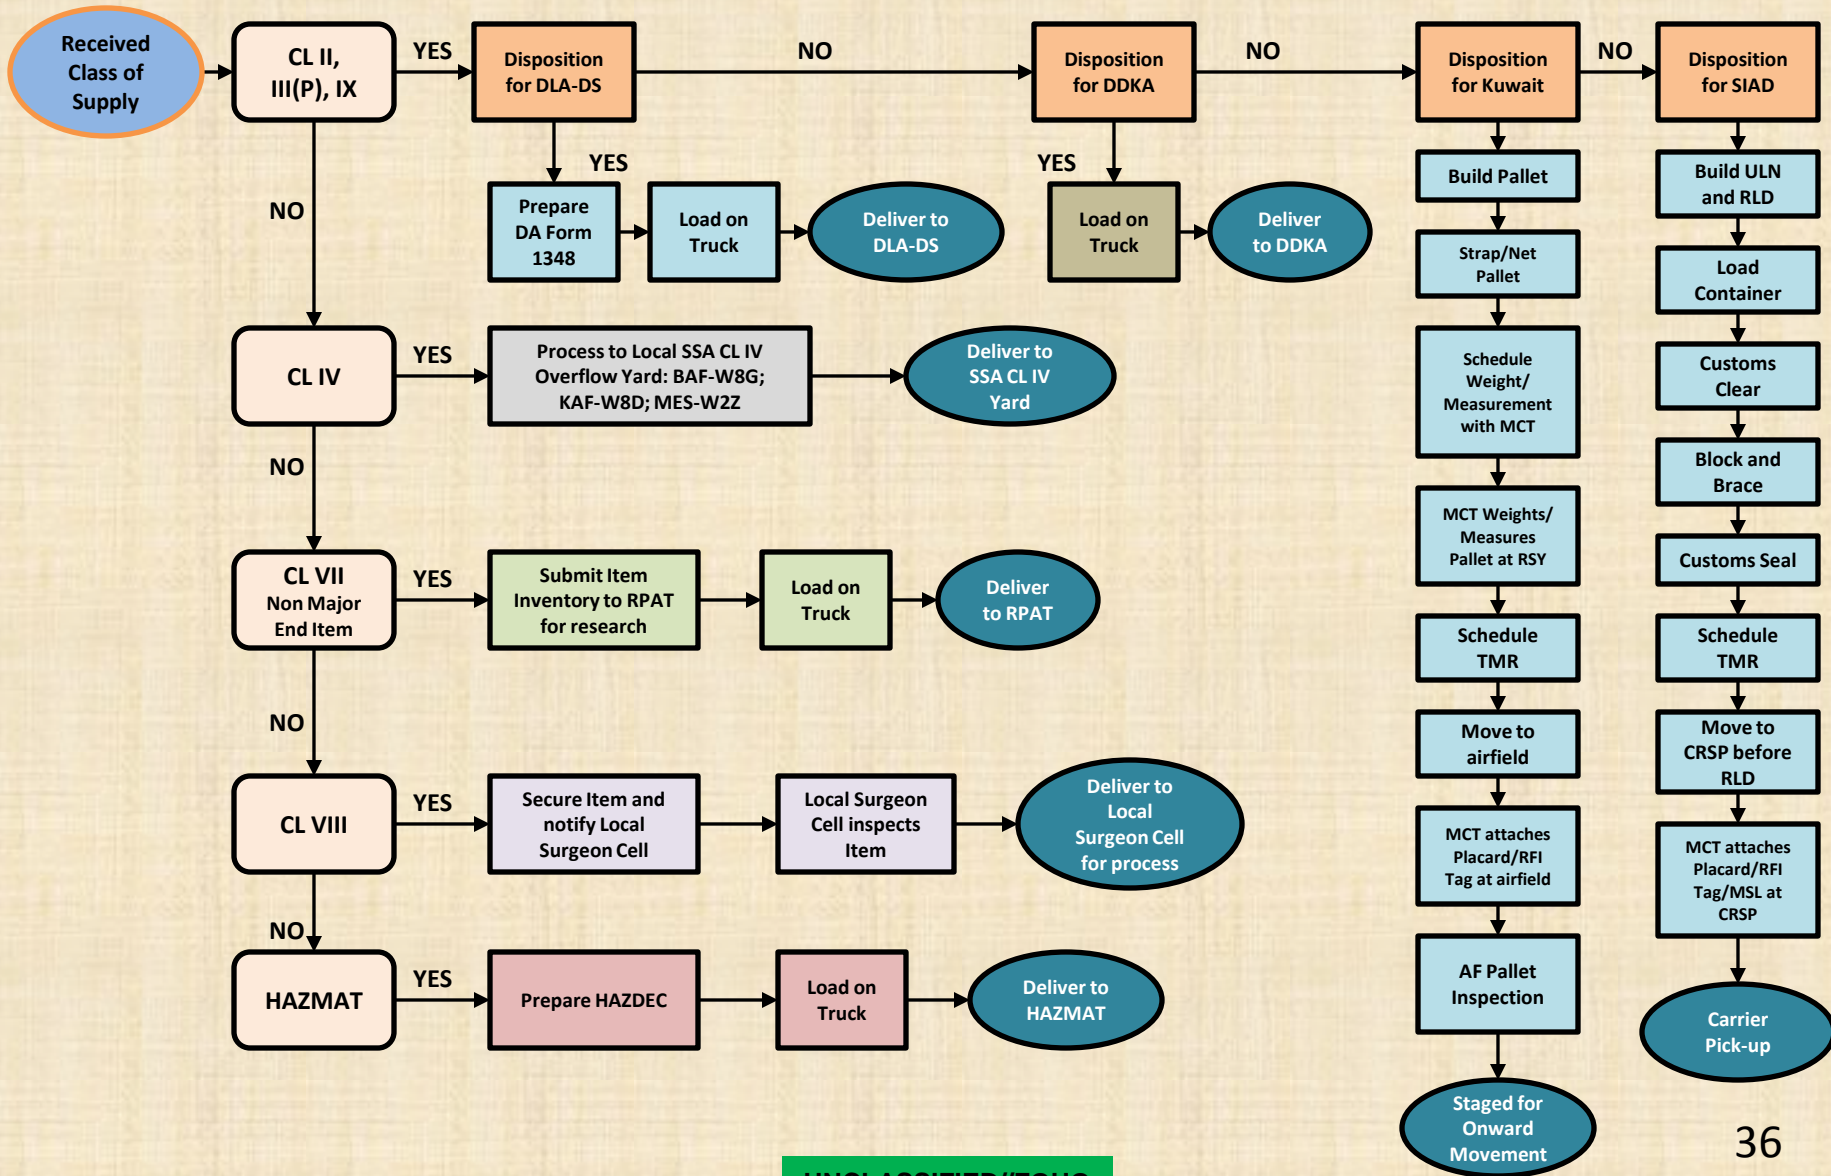 Received
Class of
Supply
CL II,
III(P), IX
YES
Disposition
for DLA-DS
NO
Disposition
for DDKA
NO
Disposition
for Kuwait
NO
Disposition
for SIAD
YES
Prepare
DA Form
1348
Load on
Truck
Deliver to
DLA-DS
YES
Load on
Truck
Deliver
to DDKA
NO
CL IV
YES
Process to Local SSA CL IV
Overflow Yard: BAF-W8G;
KAF-W8D; MES-W2Z
Deliver to
SSA CL IV
Yard
NO
CL VII
Non Major
End Item
YES
Submit Item
Inventory to RPAT
for research
Load on
Truck
Deliver
to RPAT
NO
CL VIII
YES
Secure Item and
notify Local
Surgeon Cell
Local Surgeon
Cell inspects
Item
Deliver to
Local
Surgeon Cell
for process
NO
HAZMAT
YES
Prepare HAZDEC
Load on
Truck
Deliver to
HAZMAT
Build Pallet
Strap/Net
Pallet
Schedule
Weight/
Measurement
with MCT
MCT Weights/
Measures
Pallet at RSY
Schedule
TMR
Move to
airfield
MCT attaches
Placard/RFI
Tag at airfield
AF Pallet
Inspection
Staged for
Onward
Movement
Build ULN
and RLD
Load
Container
Customs
Clear
Block and
Brace
Customs Seal
Schedule
TMR
Move to
CRSP before
RLD
MCT attaches
Placard/RFI
Tag/MSL at
CRSP
Carrier
Pick-up
36